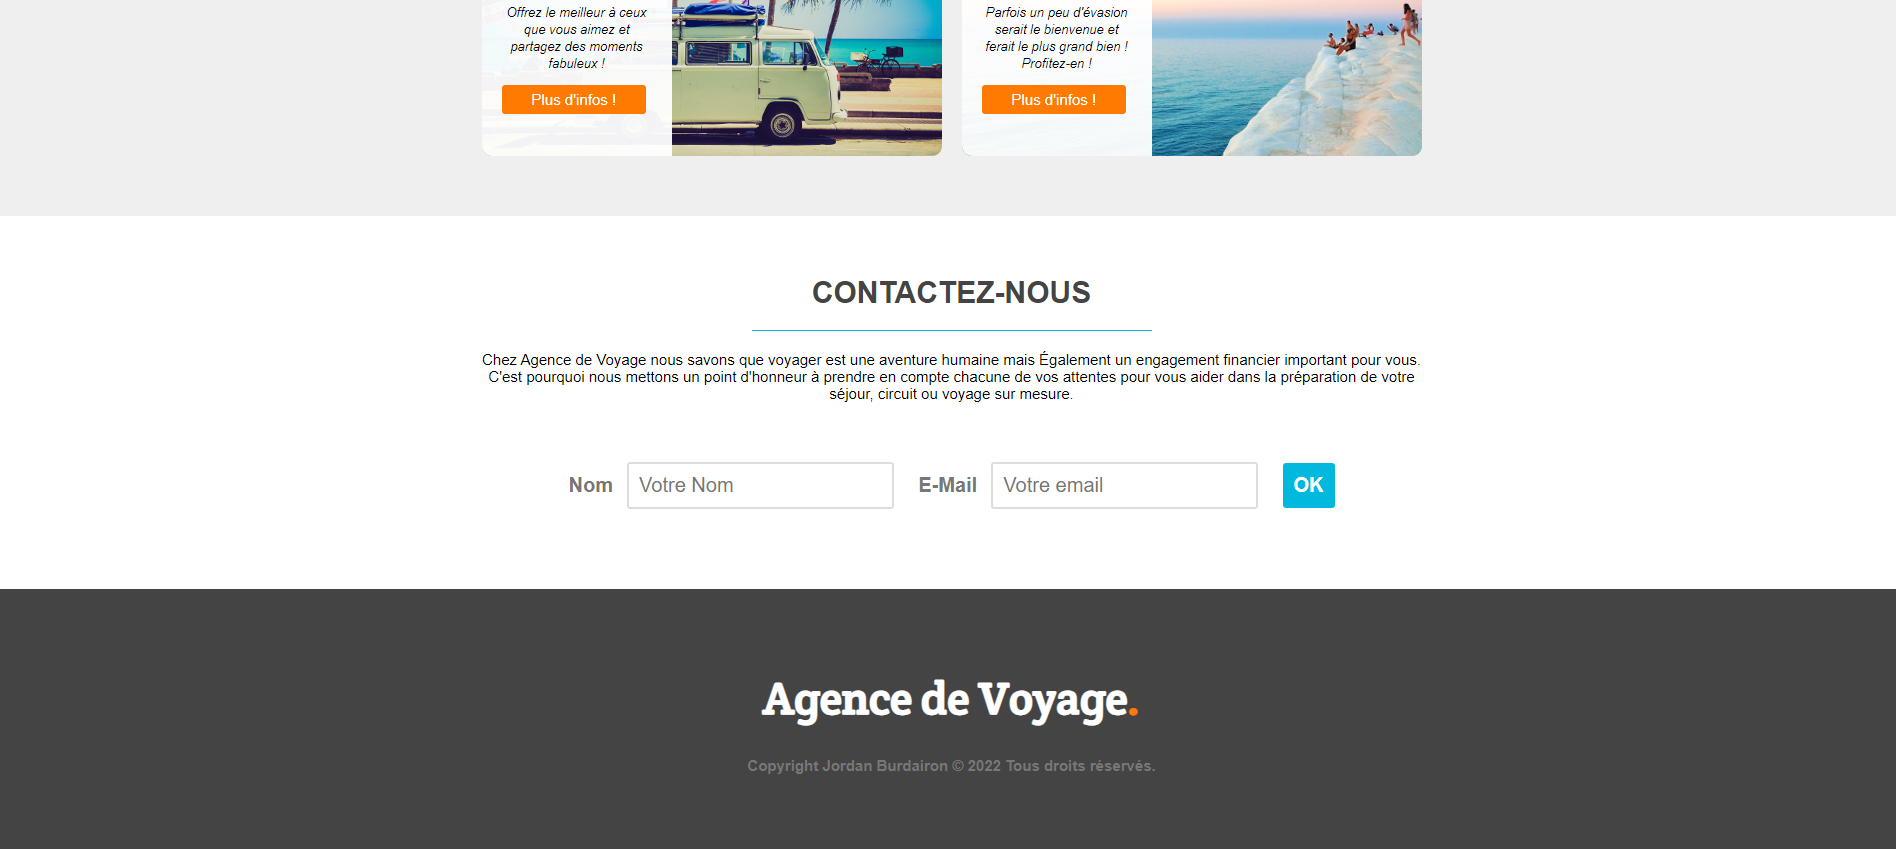 Offrez le meilleur à ceux
que vous aimez et
partagez des moments
fabuleux !
Plus d'infos !
Parfois un peu d'évasion
serait le bienvenue et
ferait le plus grand bien !
Profitez-en !
Plus d'infos !
CONTACTEZ-NOUS
Chez Agence de Voyage nous savons que voyager est une aventure humaine mais Également un engagement financier important pour vous.
C'est pourquoi nous mettons un point d'honneur à prendre en compte chacune de vos attentes pour vous aider dans la préparation de votre
séjour, circuit ou voyage sur mesure.
Nom Votre Nom E-Mail Votre email OK
Agence de Voyage.
Copyright Jordan Burdairon © 2022 Tous droits réservés.